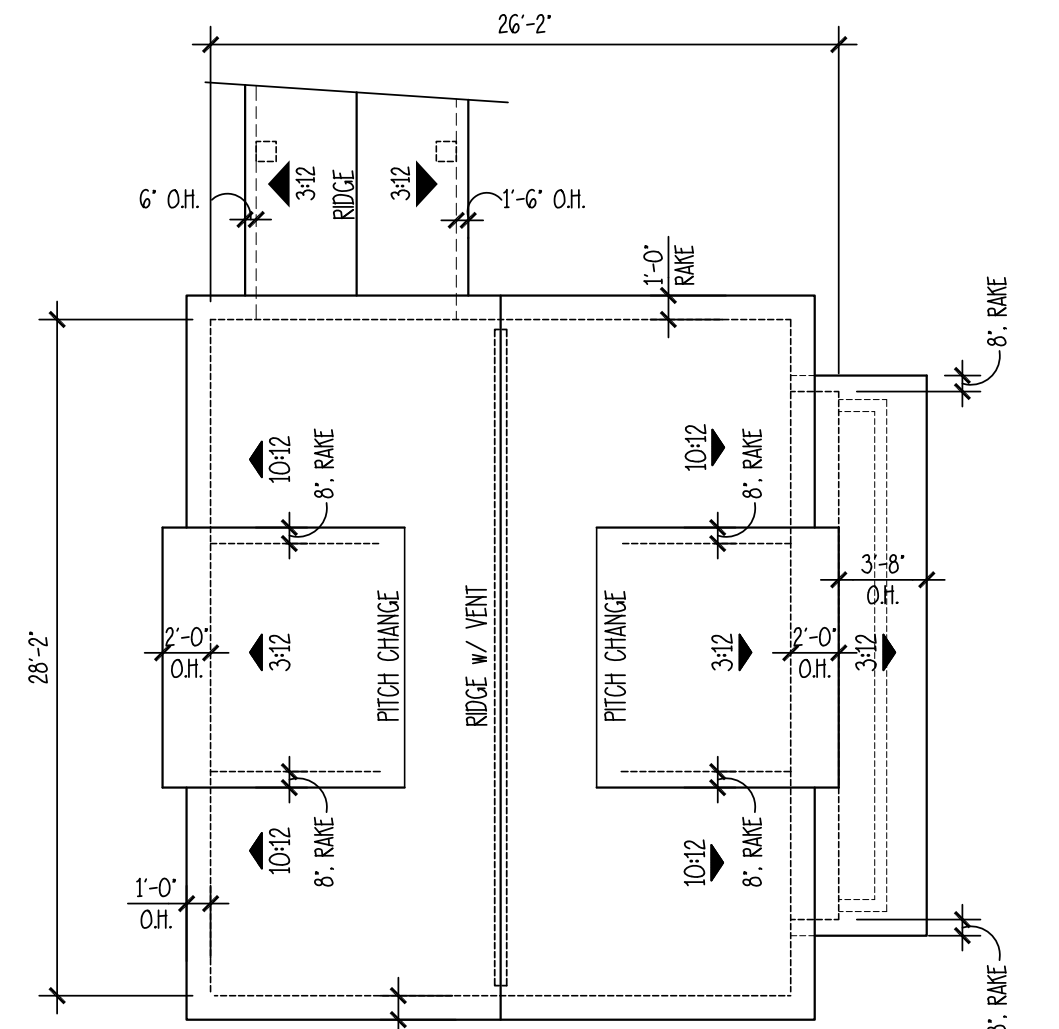 26'-2"
3:12
RIDGE
3:12
6" O.H.
1'-6" O.H.
1'-0"
RAKE
8", RAKE
10:12
8", RAKE
10:12
8", RAKE
3'-8"
O.H.
28'-2"
2'-0"
O.H.
3:12
PITCH CHANGE
RIDGE w/ VENT
PITCH CHANGE
3:12
2'-0"
O.H.
3:12
10:12
8", RAKE
10:12
8", RAKE
1'-0"
O.H.
8", RAKE